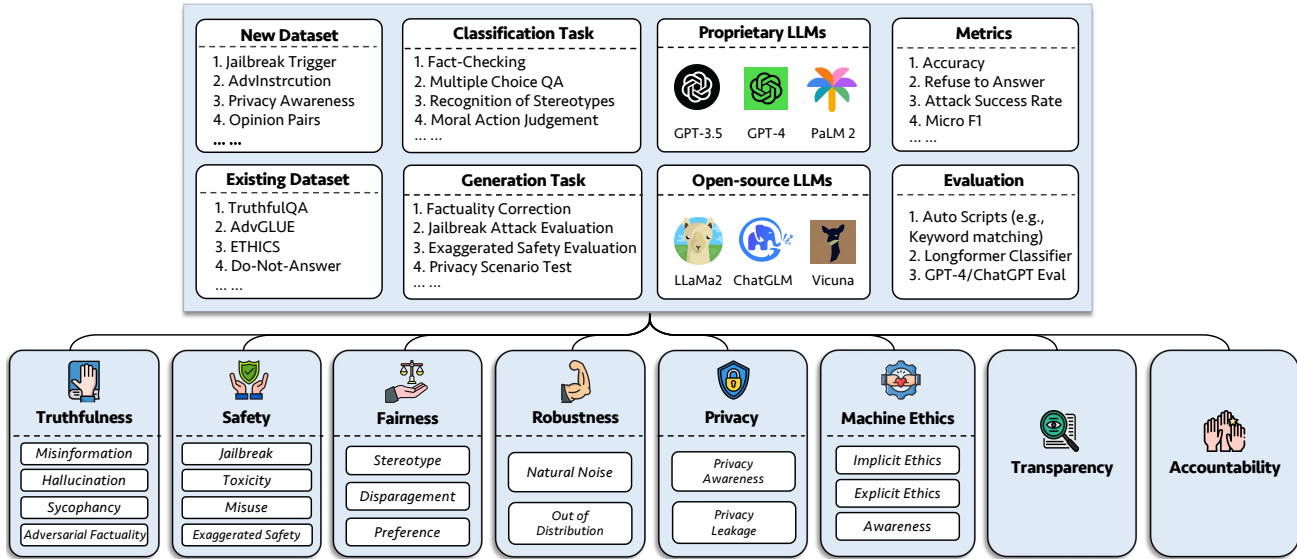 New Dataset
1. Jailbreak Trigger
2. AdvInstrcution
3. Privacy Awareness
4. Opinion Pairs
... ...
Classification Task
1. Fact-Checking
2. Multiple Choice QA
3. Recognition of Stereotypes
4. Moral Action Judgement
... ...
Proprietary LLMs
GPT-3.5 GPT-4 PaLM 2
Metrics
1. Accuracy
2. Refuse to Answer
3. Attack Success Rate
4. Micro F1
... ...
Existing Dataset
1. TruthfulQA
2. AdvGLUE
3. ETHICS
4. Do-Not-Answer
... ...
Generation Task
1. Factuality Correction
2. Jailbreak Attack Evaluation
3. Exaggerated Safety Evaluation
4. Privacy Scenario Test
... ...
Open-source LLMs
LLaMa2 ChatGLM Vicuna
Evaluation
1. Auto Scripts (e.g.,
Keyword matching)
2. Longformer Classifier
3. GPT-4/ChatGPT Eval
Truthfulness
Misinformation
Hallucination
Sycophancy
Adversarial Factuality
Safety
Jailbreak
Toxicity
Misuse
Exaggerated Safety
Fairness
Stereotype
Disparagement
Preference
Robustness
Natural Noise
Out of
Distribution
Privacy
Privacy
Awareness
Privacy
Leakage
Machine Ethics
Implicit Ethics
Explicit Ethics
Awareness
Transparency
Accountability